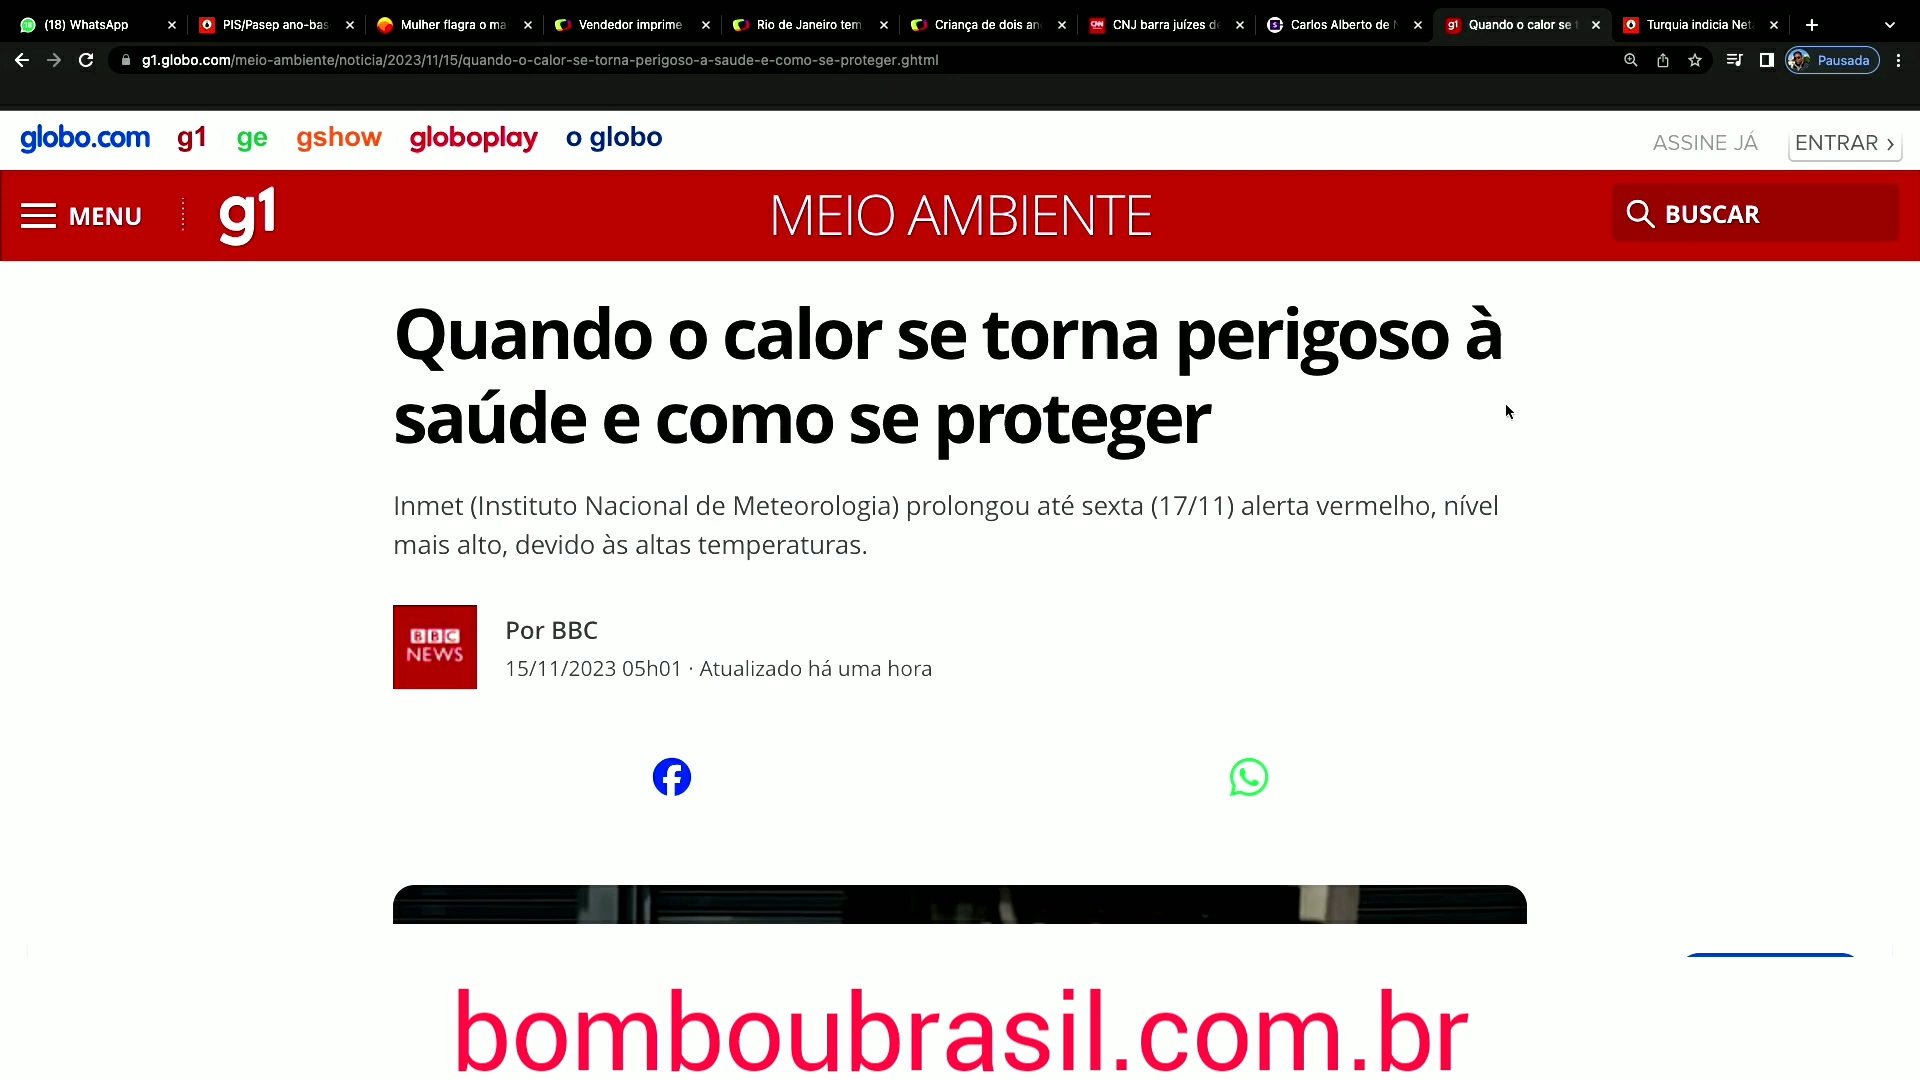 (18) WhatsApp
PIS/Pasep ano-bas
Mulher flagra o ma
Vendedor imprime
Rio de Janeiro tem
Criança de dois an
CNN
CNJ barra juízes de
Carlos Alberto de N
g1
Quando o calor se t
Turquia indicia Neta
g1.globo.com/meio-ambiente/noticia/2023/11/15/quando-o-calor-se-torna-perigoso-a-saude-e-como-se-proteger.ghtml
Pausada
globo.com g1 ge gshow globoplay o globo
ASSINE JÁ ENTRAR
MENU g1 MEIO AMBIENTE BUSCAR
Quando o calor se torna perigoso à
saúde e como se proteger
Inmet (Instituto Nacional de Meteorologia) prolongou até sexta (17/11) alerta vermelho, nível
mais alto, devido às altas temperaturas.
BBC
NEWS
Por BBC
15/11/2023 05h01 · Atualizado há uma hora
bomboubrasil.com.br